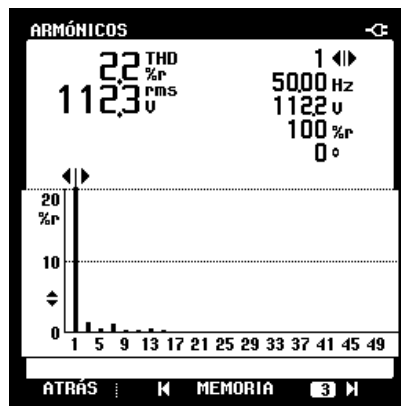 ARMÓNICOS
2,2 THD %r
112,3 rms V
1
50,00 Hz
112,2 V
100 %r
0 °
20
%r
10
0
1 5 9 13 17 21 25 29 33 37 41 45 49
ATRÁS MEMORIA 3